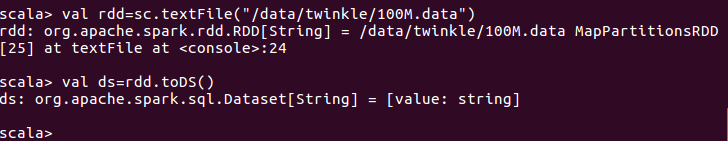 scala> val rdd=sc.textFile("/data/twinkle/100M.data")
rdd: org.apache.spark.rdd.RDD[String] = /data/twinkle/100M.data MapPartitionsRDD
[25] at textFile at <console>:24
scala> val ds=rdd.toDS()
ds: org.apache.spark.sql.Dataset[String] = [value: string]
scala>